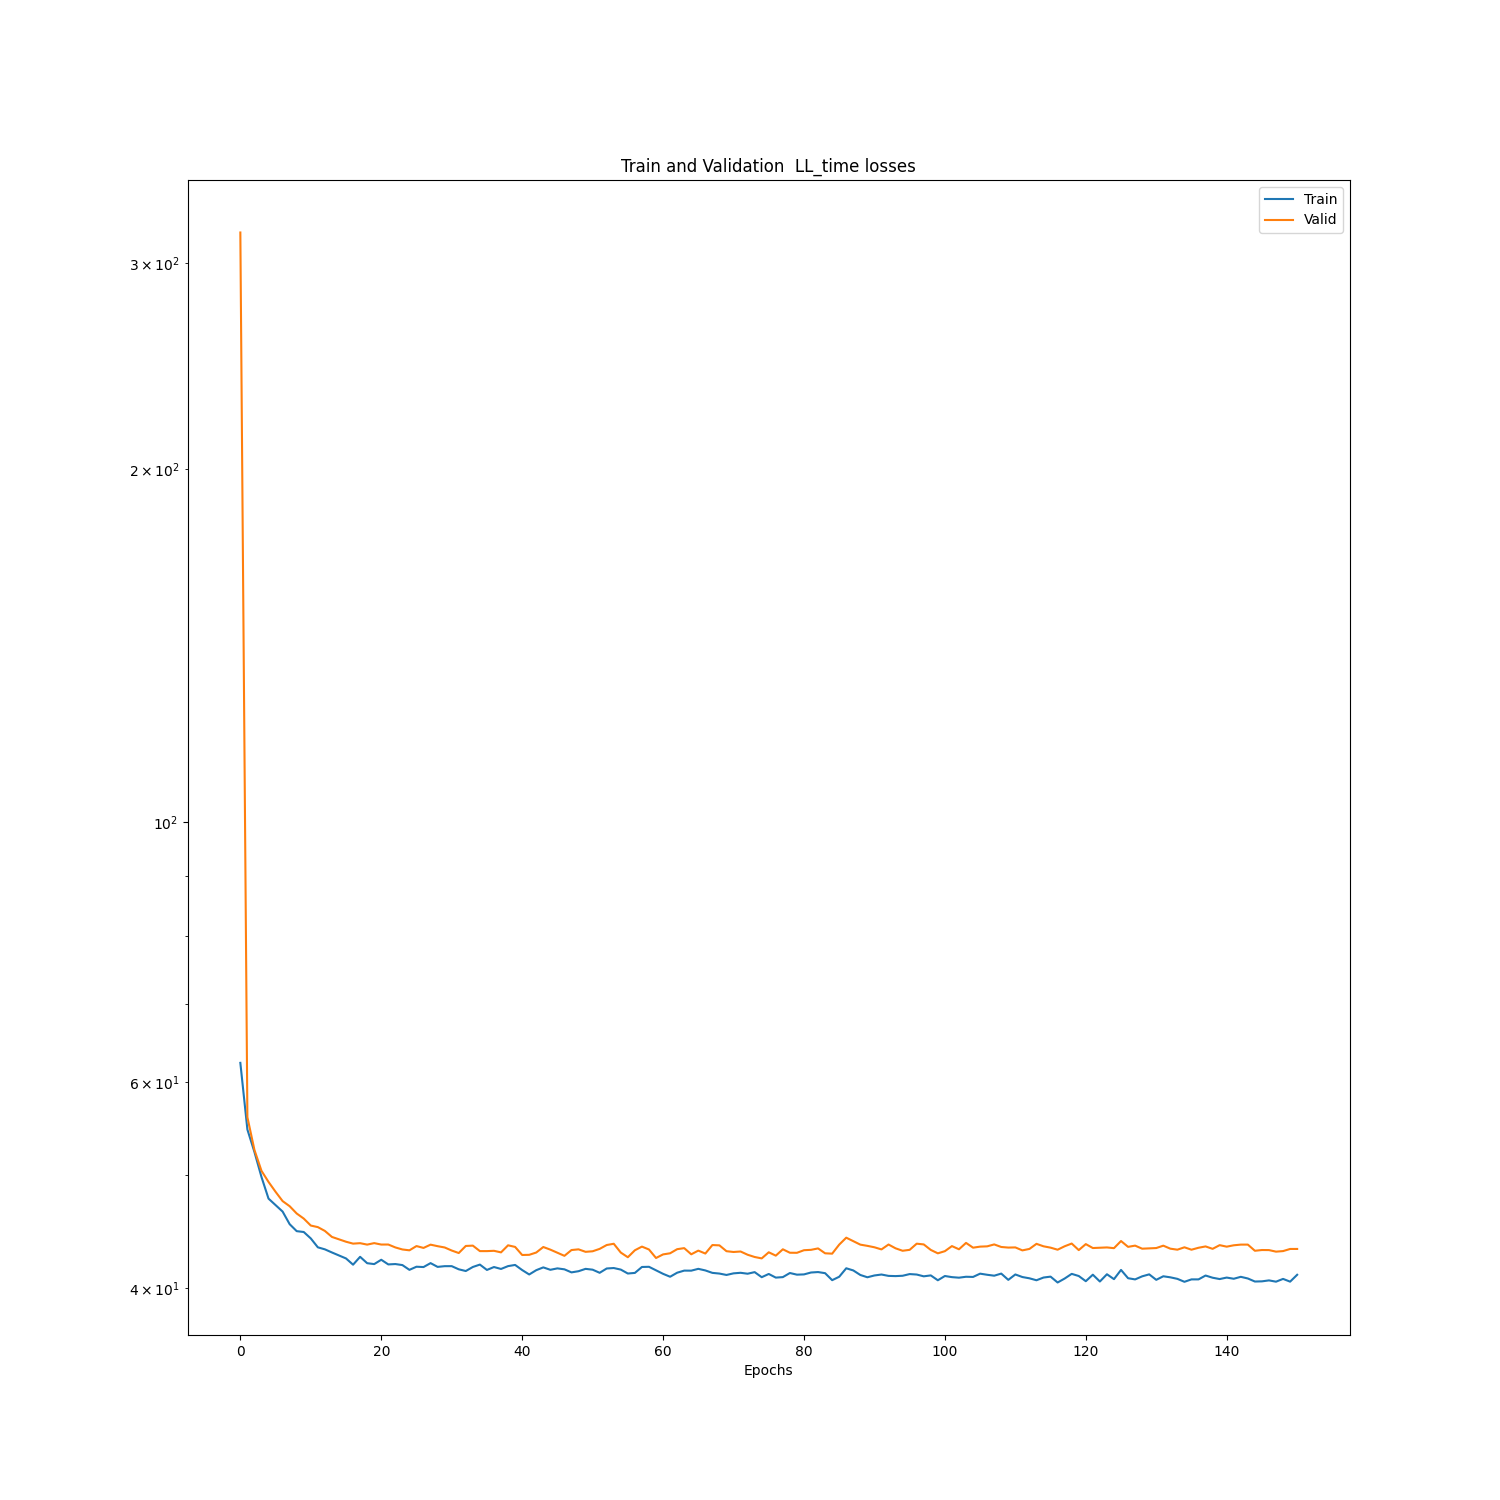 Train and Validation  LL_time losses
Train
Valid
3 × 10²
2 × 10²
10²
6 × 10¹
4 × 10¹
0 20 40 60 80 100 120 140
Epochs